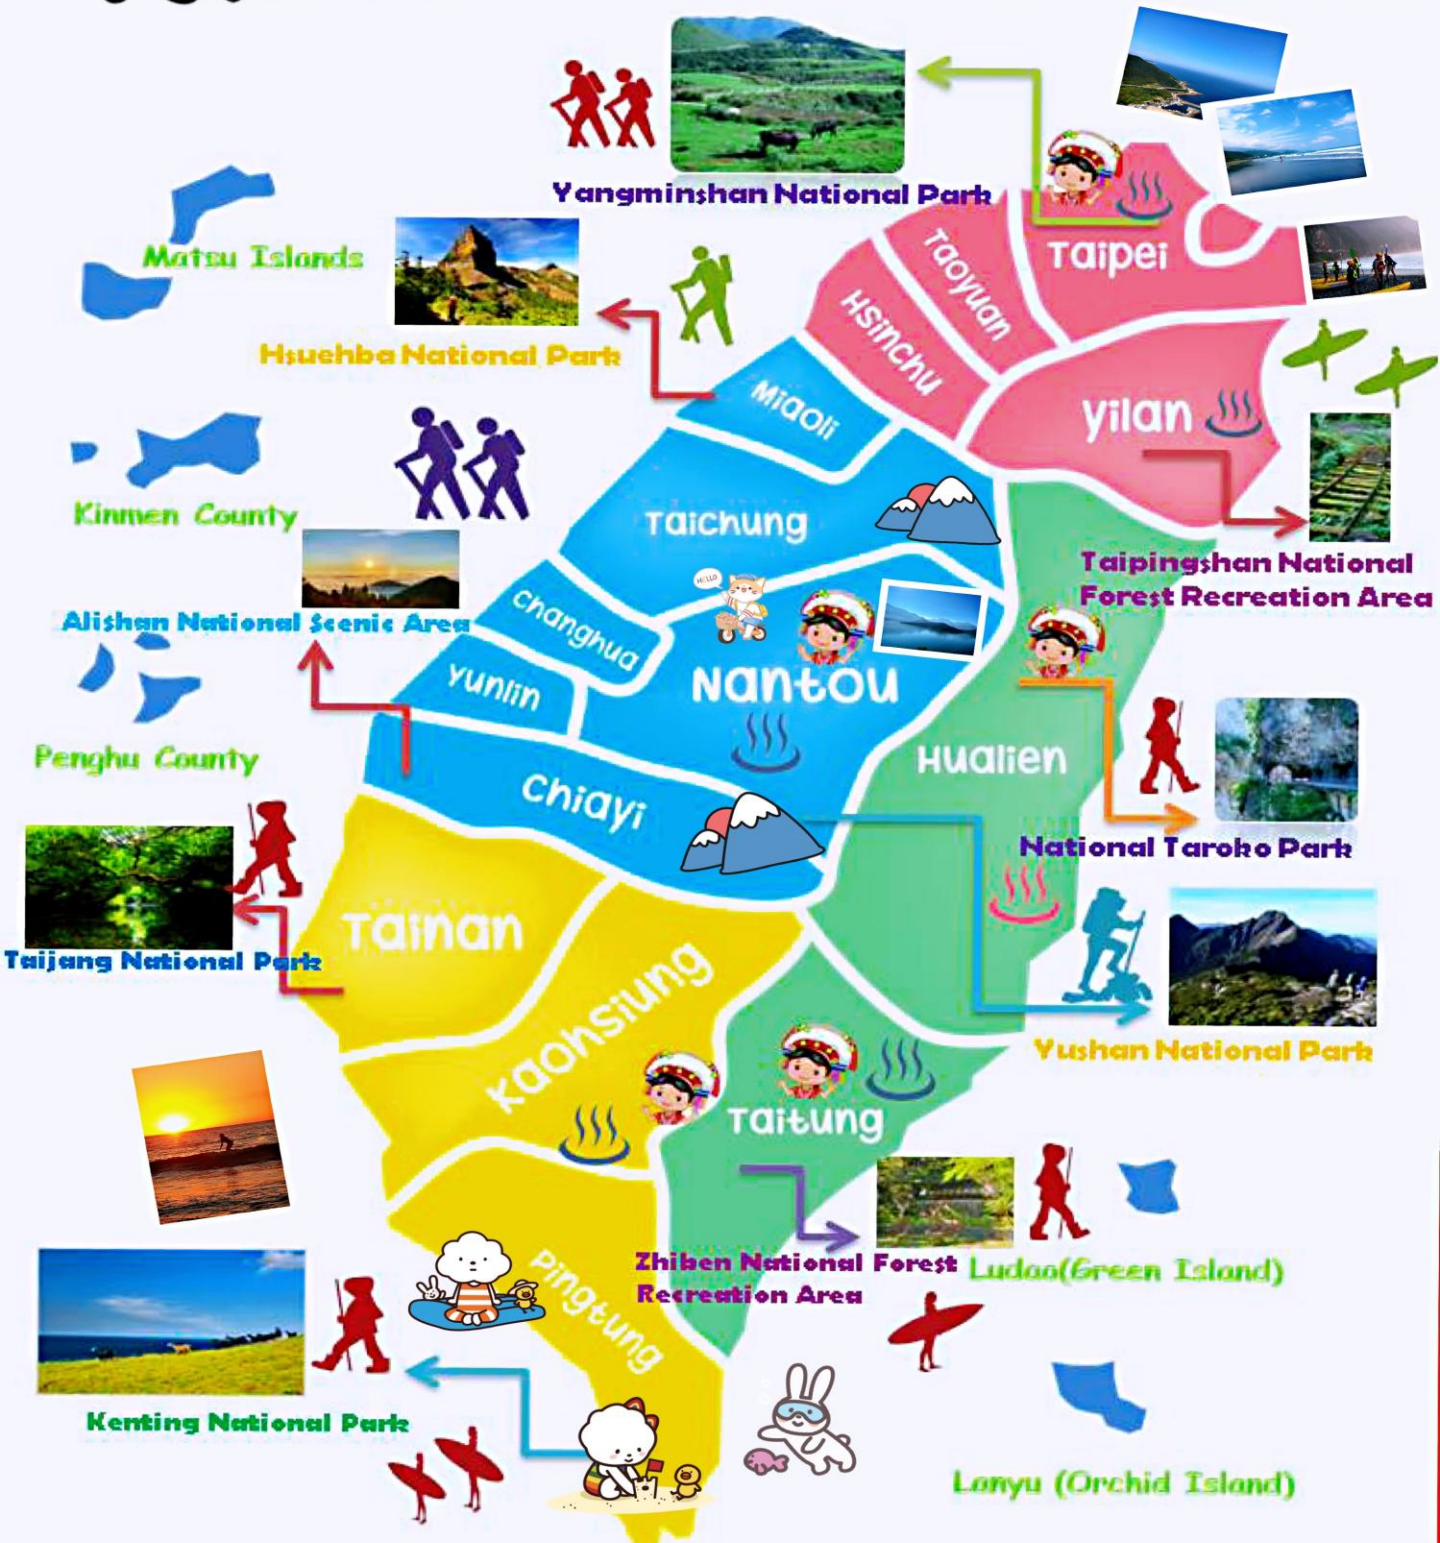 Yangminshan National Park
Matsu Islands
Taipei
Taoyuan
Hsinchu
Hsuehba National Park
Miaoli
Yilan
Kinmen County
Taichung
Taipingshan National
Forest Recreation Area
Alishan National Scenic Area
HELLO
Changhua
Yunlin
Nantou
Penghu County
Hualien
Chiayi
National Taroko Park
Tainan
Taijang National Park
Kaohsiung
Yushan National Park
Taitung
Zhiben National Forest
Recreation Area
Ludao(Green Island)
Pingtung
Kenting National Park
Lanyu (Orchid Island)